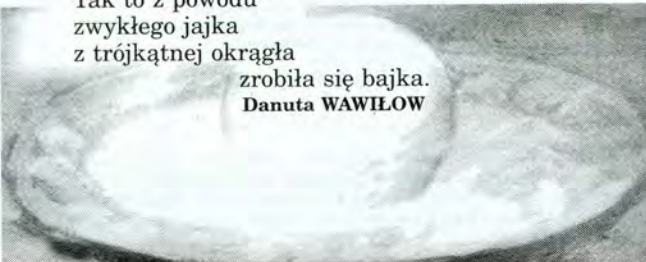 Tak to z powodu
zwykłego jajka
z trójkątnej okrągła
zrobiła się bajka.
Danuta WAWIŁOW